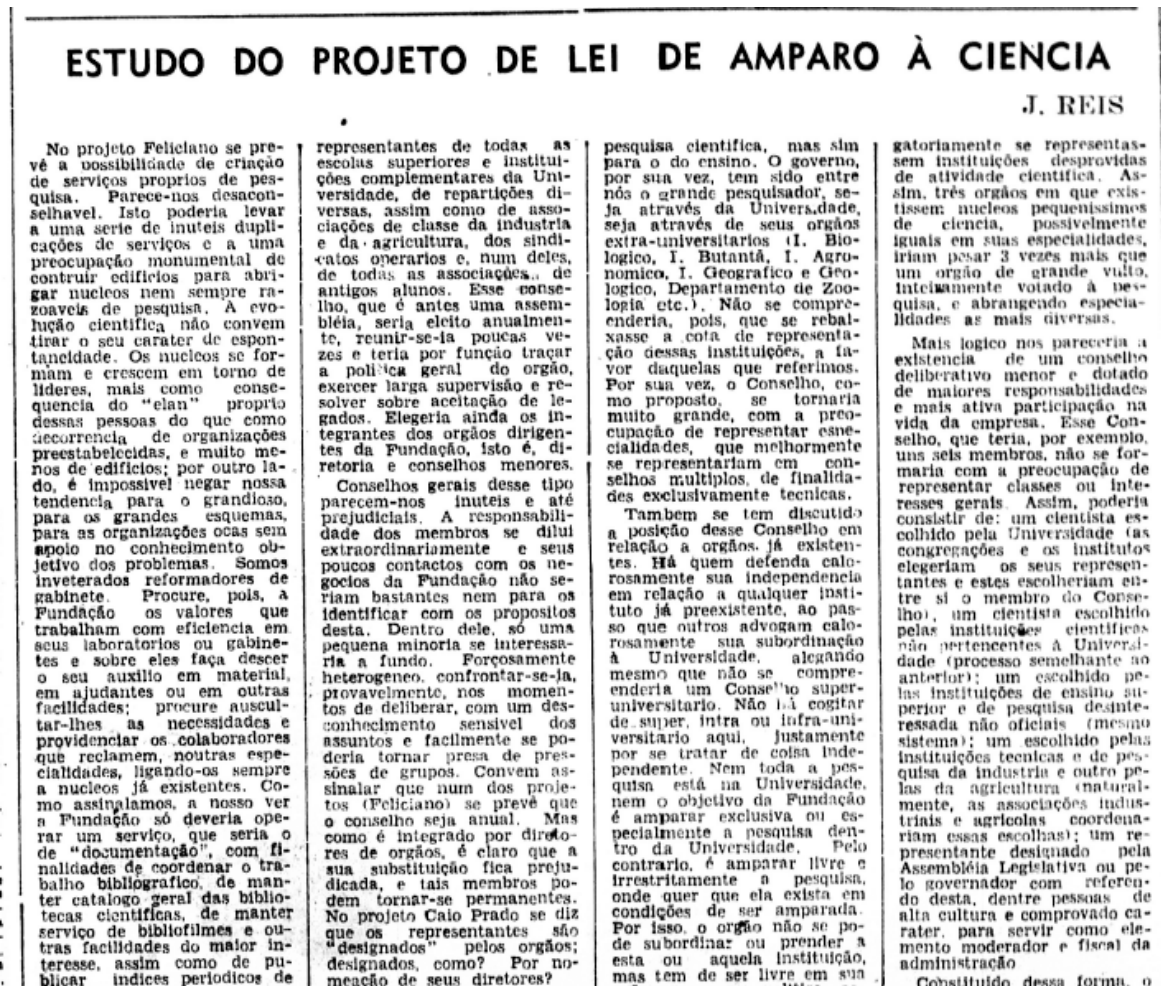 ESTUDO DO PROJETO DE LEI DE AMPARO À CIENCIA
J. REIS
No projeto Feliciano se pre-
vê a possibilidade de criação
de serviços proprios de pes-
quisa. Parece-nos desacon-
selhavel. Isto poderia levar
a uma serie de inuteis dupli-
cações de serviços e a uma
preocupação monumental de
contruir edificios para abri-
gar nucleos nem sempre ra-
zoaveis de pesquisa. A evo-
lução cientifica não convem
tirar o seu carater de espon-
taneidade. Os nucleos se for-
mam e crescem em torno de
lideres, mais como conse-
quencia do "elan" proprio
dessas pessoas do que como
decorrencia de organizações
preestabelecidas, e muito me-
nos de edificios; por outro la-
do, é impossivel negar nossa
tendencia para o grandioso,
para os grandes esquemas,
para as organizações ocas sem
apoio no conhecimento ob-
jetivo dos problemas. Somos
inveterados reformadores de
gabinete. Procure, pois, a
Fundação os valores que
trabalham com eficiencia em
seus laboratorios ou gabine-
tes e sobre eles faça descer
o seu auxilio em material,
em ajudantes ou em outras
facilidades; procure auscul-
tar-lhes as necessidades e
providenciar os colaboradores
que reclamem, noutras espe-
cialidades, ligando-os sempre
a nucleos já existentes. Co-
mo assinalamos, a nosso ver
a Fundação só deveria ope-
rar um serviço, que seria o
de "documentação", com fi-
nalidades de coordenar o tra-
balho bibliografico, de man-
ter catalogo geral das biblio-
tecas cientificas, de manter
serviço de bibliofilmes e ou-
tras facilidades do maior in-
teresse, assim como de pu-
blicar indices periodicos de
representantes de todas as
escolas superiores e institui-
ções complementares da Uni-
versidade, de repartições di-
versas, assim como de asso-
ciações de classe da industria
e da agricultura, dos sindi-
catos operarios e, num deles,
de todas as associações de
antigos alunos. Esse conse-
lho, que é antes uma assem-
bléia, seria eleito anualmen-
te, reunir-se-ia poucas ve-
zes e teria por função traçar
a politica geral do orgão,
exercer larga supervisão e re-
solver sobre aceitação de le-
gados. Elegeria ainda os in-
tegrantes dos orgãos dirigen-
tes da Fundação, isto é, di-
retoria e conselhos menores.
Conselhos gerais desse tipo
parecem-nos inuteis e até
prejudiciais. A responsabili-
dade dos membros se dilui
extraordinariamente e seus
poucos contactos com os ne-
gocios da Fundação não se-
riam bastantes nem para os
identificar com os propositos
desta. Dentro dele, só uma
pequena minoria se interessa-
ria a fundo. Forçosamente
heterogeneo, confrontar-se-ia,
provavelmente, nos momen-
tos de deliberar, com um des-
conhecimento sensivel dos
assuntos e facilmente se po-
deria tornar presa de pres-
sões de grupos. Convem as-
sinalar que num dos proje-
tos (Feliciano) se prevê que
o conselho seja anual. Mas
como é integrado por direto-
res de orgãos, é claro que a
sua substituição fica preju-
dicada, e tais membros po-
dem tornar-se permanentes.
No projeto Caio Prado se diz
que os representantes são
"designados" pelos orgãos;
designados, como? Por no-
meação de seus diretores?
pesquisa cientifica, mas sim
para o do ensino. O governo,
por sua vez, tem sido entre
nós o grande pesquisador, se-
ja através da Universidade,
seja através de seus orgãos
extra-universitarios (I. Bio-
logico, I. Butantã, I. Agro-
nomico, I. Geografico e Geo-
logico, Departamento de Zoo-
logia etc.). Não se compre-
enderia, pois, que se rebai-
xasse a cota de representa-
ção dessas instituições, a fa-
vor daquelas que referimos.
Por sua vez, o Conselho, co-
mo proposto, se tornaria
muito grande, com a preo-
cupação de representar espe-
cialidades, que melhormente
se representariam em con-
selhos multiplos, de finalida-
des exclusivamente tecnicas.
Tambem se tem discutido
a posição desse Conselho em
relação a orgãos já existen-
tes. Há quem defenda calo-
rosamente sua independencia
em relação a qualquer insti-
tuto já preexistente, ao pas-
so que outros advogam calo-
rosamente sua subordinação
à Universidade, alegando
mesmo que não se compre-
enderia um Conselho super-
universitario. Não há cogitar
de super, intra ou infra-uni-
versitario aqui, justamente
por se tratar de coisa inde-
pendente. Nem toda a pes-
quisa está na Universidade,
nem o objetivo da Fundação
é amparar exclusiva ou es-
pecialmente a pesquisa den-
tro da Universidade. Pelo
contrario, é amparar livre e
irrestritamente a pesquisa,
onde quer que ela exista em
condições de ser amparada.
Por isso, o orgão não se po-
de subordinar ou prender a
esta ou aquela instituição,
mas tem de ser livre em sua
gatoriamente se representas-
sem instituições desprovidas
de atividade cientifica. As-
sim, três orgãos em que exis-
tissem nucleos pequenissimos
de ciencia, possivelmente
iguais em suas especialidades,
iriam pesar 3 vezes mais que
um orgão de grande vulto,
inteiramente votado à pes-
quisa, e abrangendo especia-
lidades as mais diversas.
Mais logico nos pareceria a
existencia de um conselho
deliberativo menor e dotado
de maiores responsabilidades
e mais ativa participação na
vida da empresa. Esse Con-
selho, que teria, por exemplo,
uns seis membros, não se for-
maria com a preocupação de
representar classes ou inte-
resses gerais. Assim, poderia
consistir de: um cientista es-
colhido pela Universidade (as
congregações e os institutos
elegeriam os seus represen-
tantes e estes escolheriam en-
tre si o membro do Conse-
lho), um cientista escolhido
pelas instituições cientificas
não pertencentes à Universi-
dade (processo semelhante ao
anterior); um escolhido pe-
las instituições de ensino su-
perior e de pesquisa desinte-
ressada não oficiais (mesmo
sistema); um escolhido pelas
instituições tecnicas e de pes-
quisa da industria e outro pe-
las da agricultura (natural-
mente, as associações indus-
triais e agricolas coordena-
riam essas escolhas); um re-
presentante designado pela
Assembléia Legislativa ou pe-
lo governador com referen-
do desta, dentre pessoas de
alta cultura e comprovado ca-
rater, para servir como ele-
mento moderador e fiscal da
administração
Constituido dessa forma, o